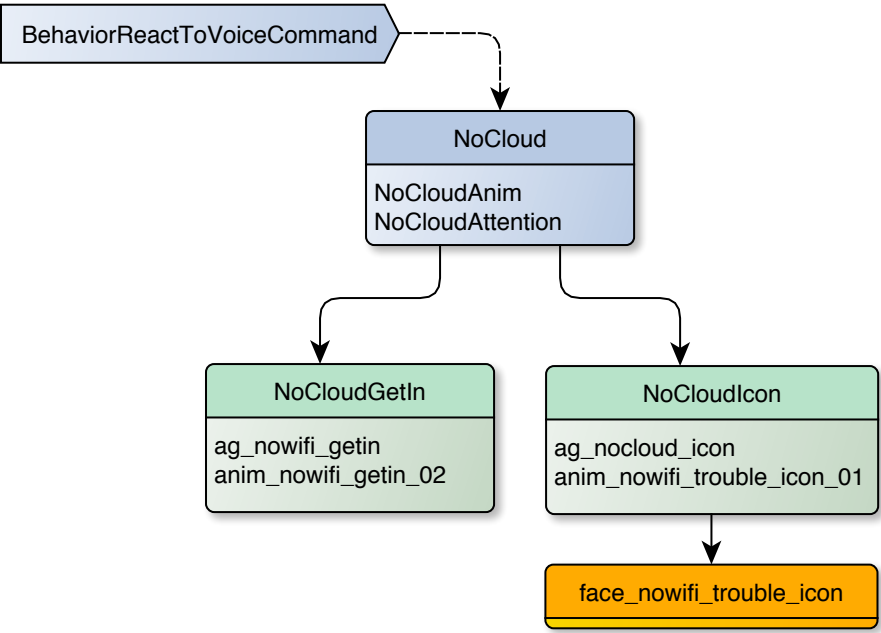 BehaviorReactToVoiceCommand
NoCloud
NoCloudAnim
NoCloudAttention
NoCloudGetIn
ag_nowifi_getin
anim_nowifi_getin_02
NoCloudIcon
ag_nocloud_icon
anim_nowifi_trouble_icon_01
face_nowifi_trouble_icon